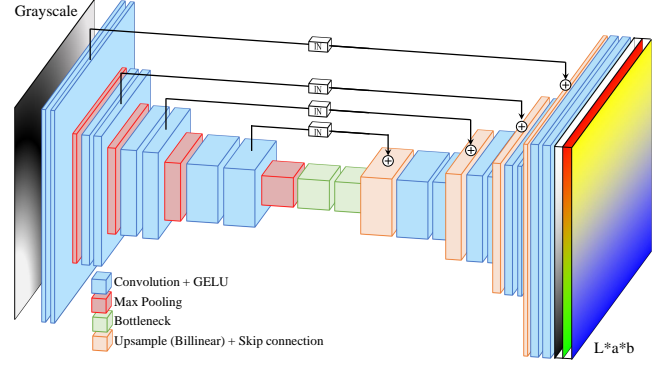 Grayscale
IN
IN
IN
IN
Convolution + GELU
Max Pooling
Bottleneck
Upsample (Billinear) + Skip connection
L*a*b